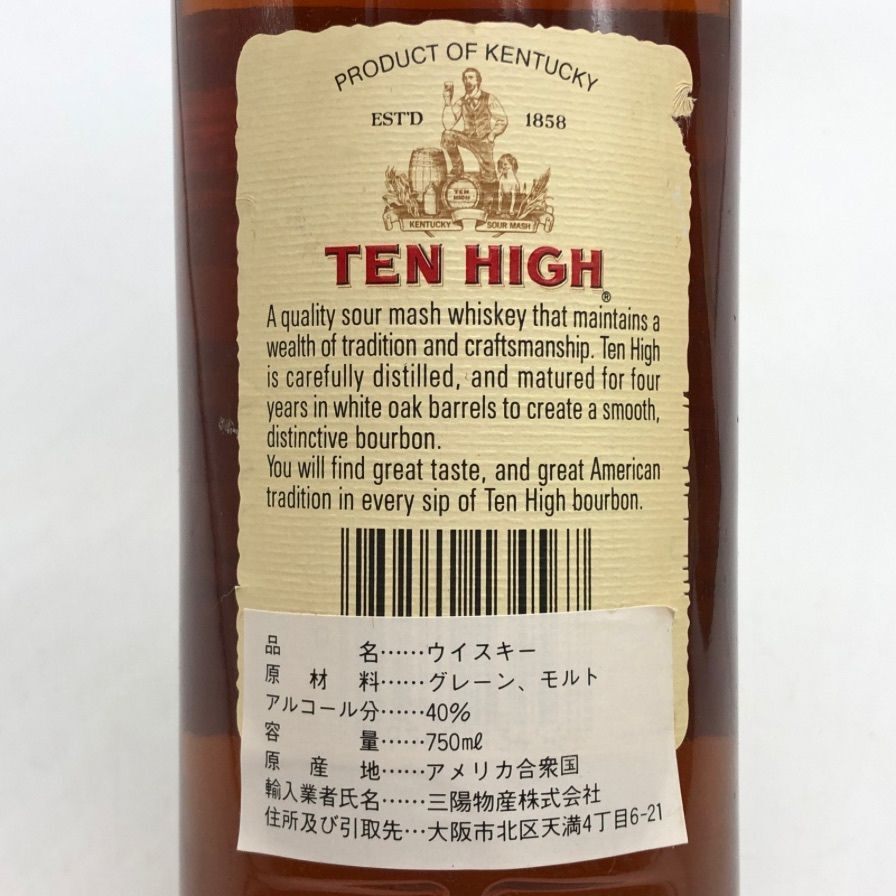 PRODUCT OF KENTUCKY
EST'D 1858
TEN
HIGH
KENTUCKY SOUR MASH
TEN HIGH®
A quality sour mash whiskey that maintains a
wealth of tradition and craftsmanship. Ten High
is carefully distilled, and matured for four
years in white oak barrels to create a smooth,
distinctive bourbon.
You will find great taste, and great American
tradition in every sip of Ten High bourbon.
品名……ウイスキー
原材料……グレーン、モルト
アルコール分……40%
容量……750㎖
原産地……アメリカ合衆国
輸入業者氏名……三陽物産株式会社
住所及び引取先…大阪市北区天満4丁目6-21